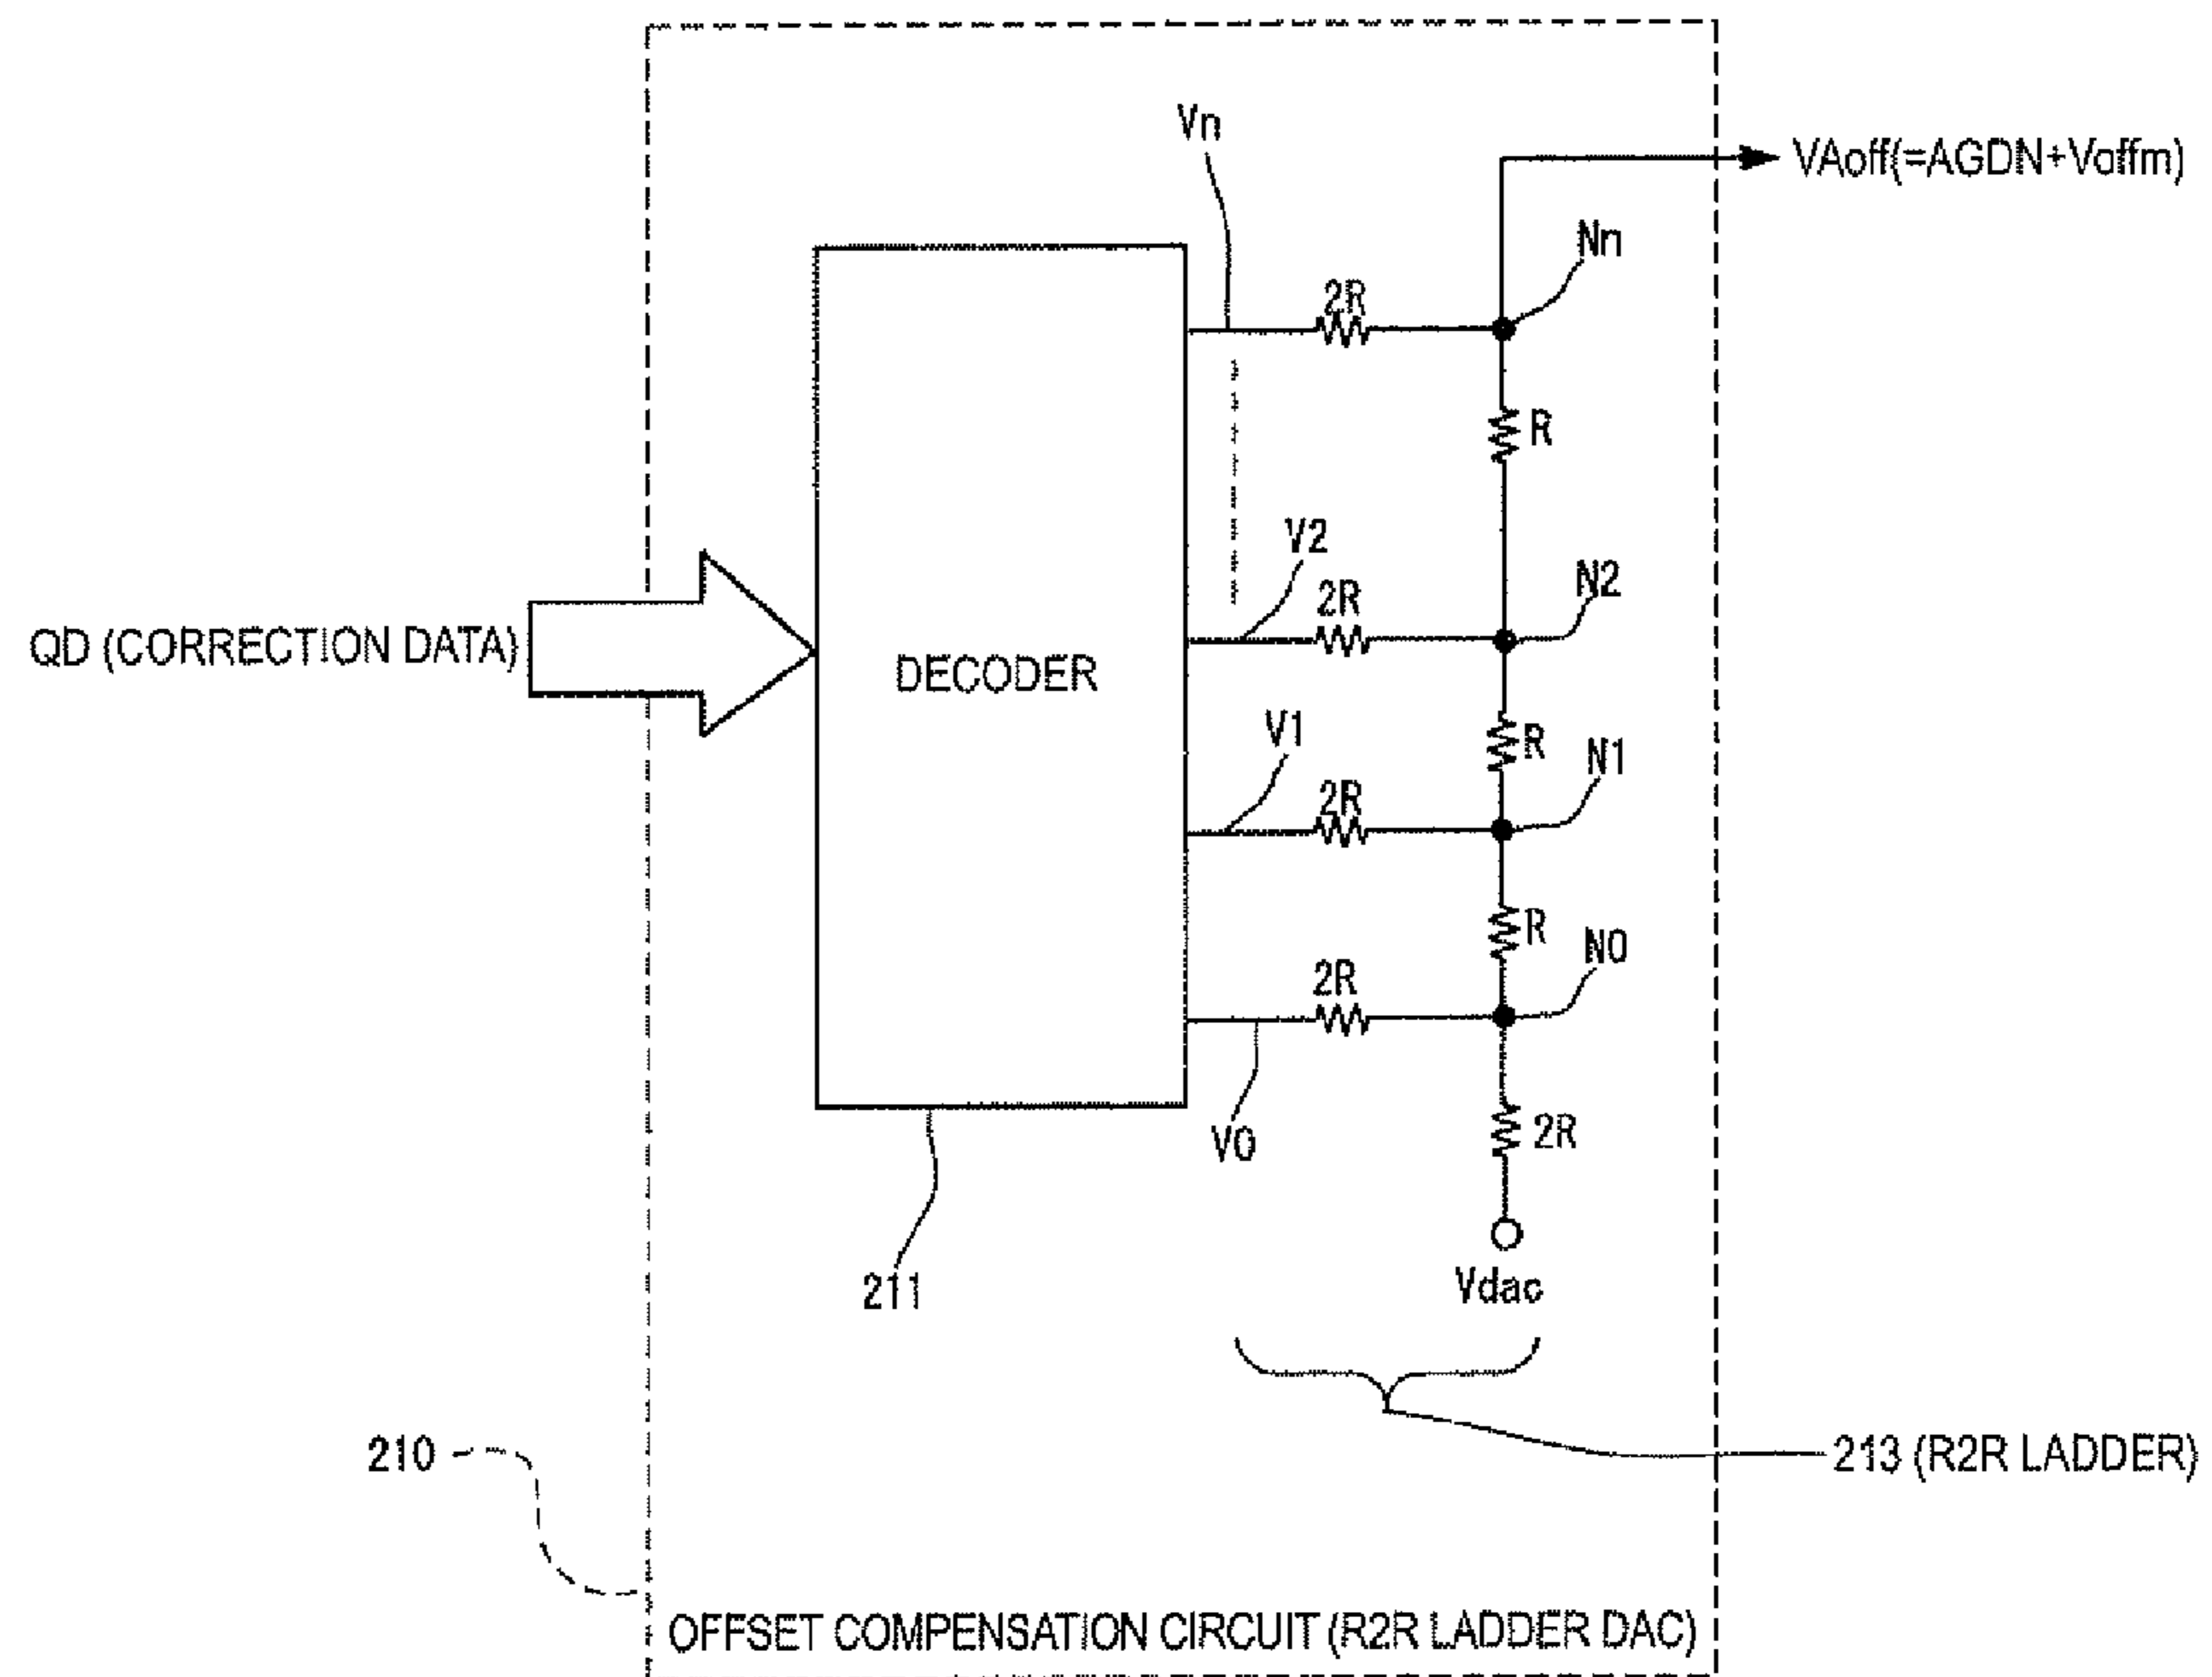 Vn
VAoff(=AGDN+Voffm)
Nn
2R
R
V2
N2
2R
QD (CORRECTION DATA)
DECODER
R
V1
N1
2R
R
N0
2R
V0
2R
211
Vdac
210
213 (R2R LADDER)
OFFSET COMPENSATION CIRCUIT (R2R LADDER DAC)